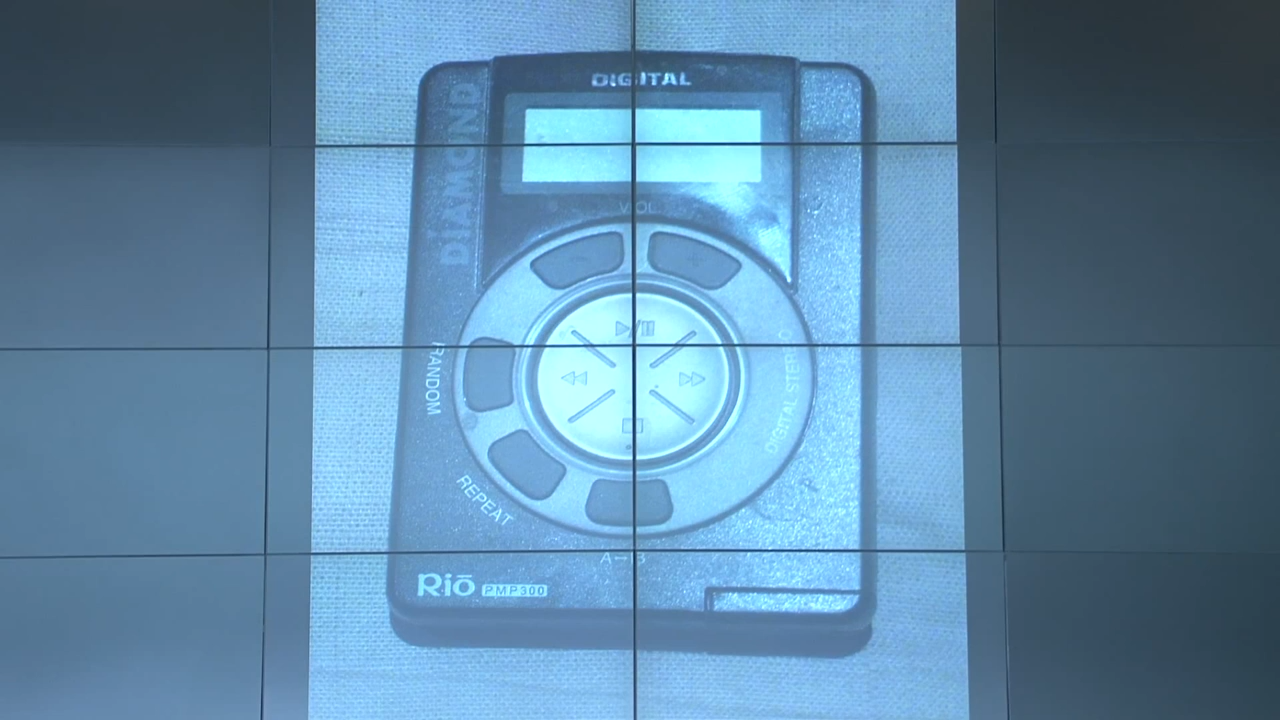 DIGITAL
DIAMOND
VOL
RANDOM
DIGITAL STEREO
REPEAT
A↔B
Rio PMP300